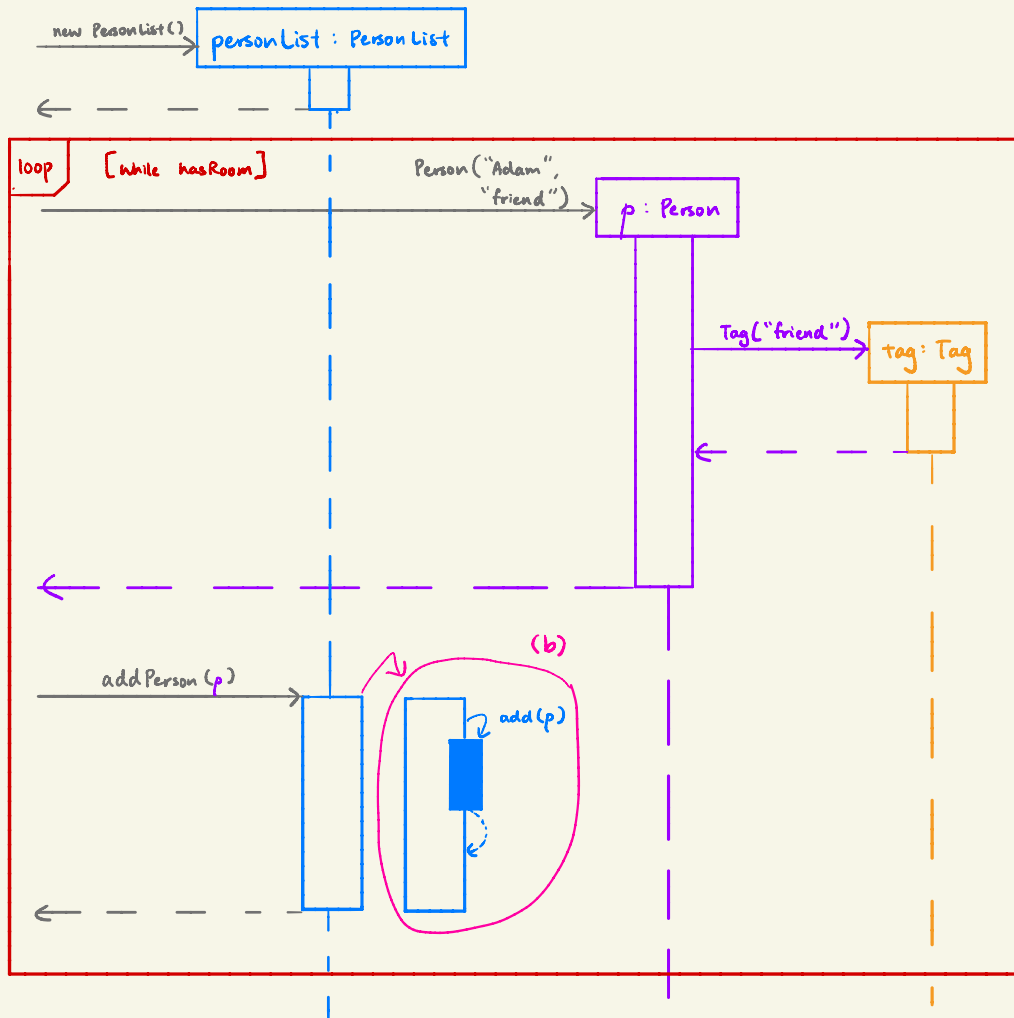 new PersonList()
personList : PersonList
loop
[while hasRoom]
Person("Adam",
"friend")
p : Person
Tag("friend")
tag : Tag
(b)
addPerson(p)
add(p)